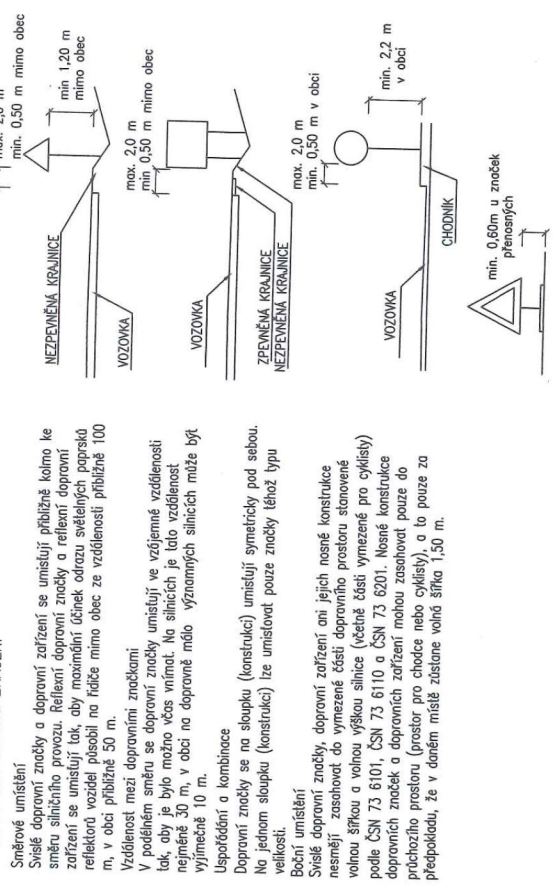 Směrové umístění
Svislé dopravní značky a dopravní zařízení se umisťují přibližně kolmo ke
směru silničního provozu. Reflexní dopravní značky a reflexní dopravní
zařízení se umisťují tak, aby maximální účinek odrazu světelných paprsků
reflektorů vozidel působil na řidiče mimo obec ze vzdálenosti přibližně 100
m, v obci přibližně 50 m.
Vzdálenost mezi dopravními značkami
V podélném směru se dopravní značky umisťují ve vzájemné vzdálenosti
tak, aby je bylo možno včas vnímat. Na silnicích je tato vzdálenost
nejméně 30 m, v obci na dopravně málo významných silnicích může být
vyjímečně 10 m.
Uspořádání a kombinace
Dopravní značky se na sloupku (konstrukci) umisťují symetricky pod sebou.
Na jednom sloupku (konstrukci) lze umisťovat pouze značky téhož typu
velikosti.
Boční umístění
Svislé dopravní značky, dopravní zařízení ani jejich nosné konstrukce
nesmějí zasahovat do vymezené části dopravního prostoru stanovené
volnou šířkou a volnou výškou silnice (včetně části vymezené pro cyklisty)
podle ČSN 73 6101, ČSN 73 6110 a ČSN 73 6201. Nosné konstrukce
dopravních značek a dopravních zařízení mohou zasahovat pouze do
průchozího prostoru (prostor pro chodce nebo cyklisty), a to pouze za
předpokladu, že v daném místě zůstane volná šířka 1,50 m.
max. 2,0 m
min. 0,50 m mimo obec
min 1,20 m
mimo obec
NEZPEVNĚNÁ KRAJNICE
VOZOVKA
max. 2,0 m
min 0,50 m mimo obec
VOZOVKA
ZPEVNĚNÁ KRAJNICE
NEZPEVNĚNÁ KRAJNICE
max. 2,0 m
min. 0,50 m v obci
min. 2,2 m
v obci
VOZOVKA
CHODNÍK
min. 0,60m u značek
přenosných